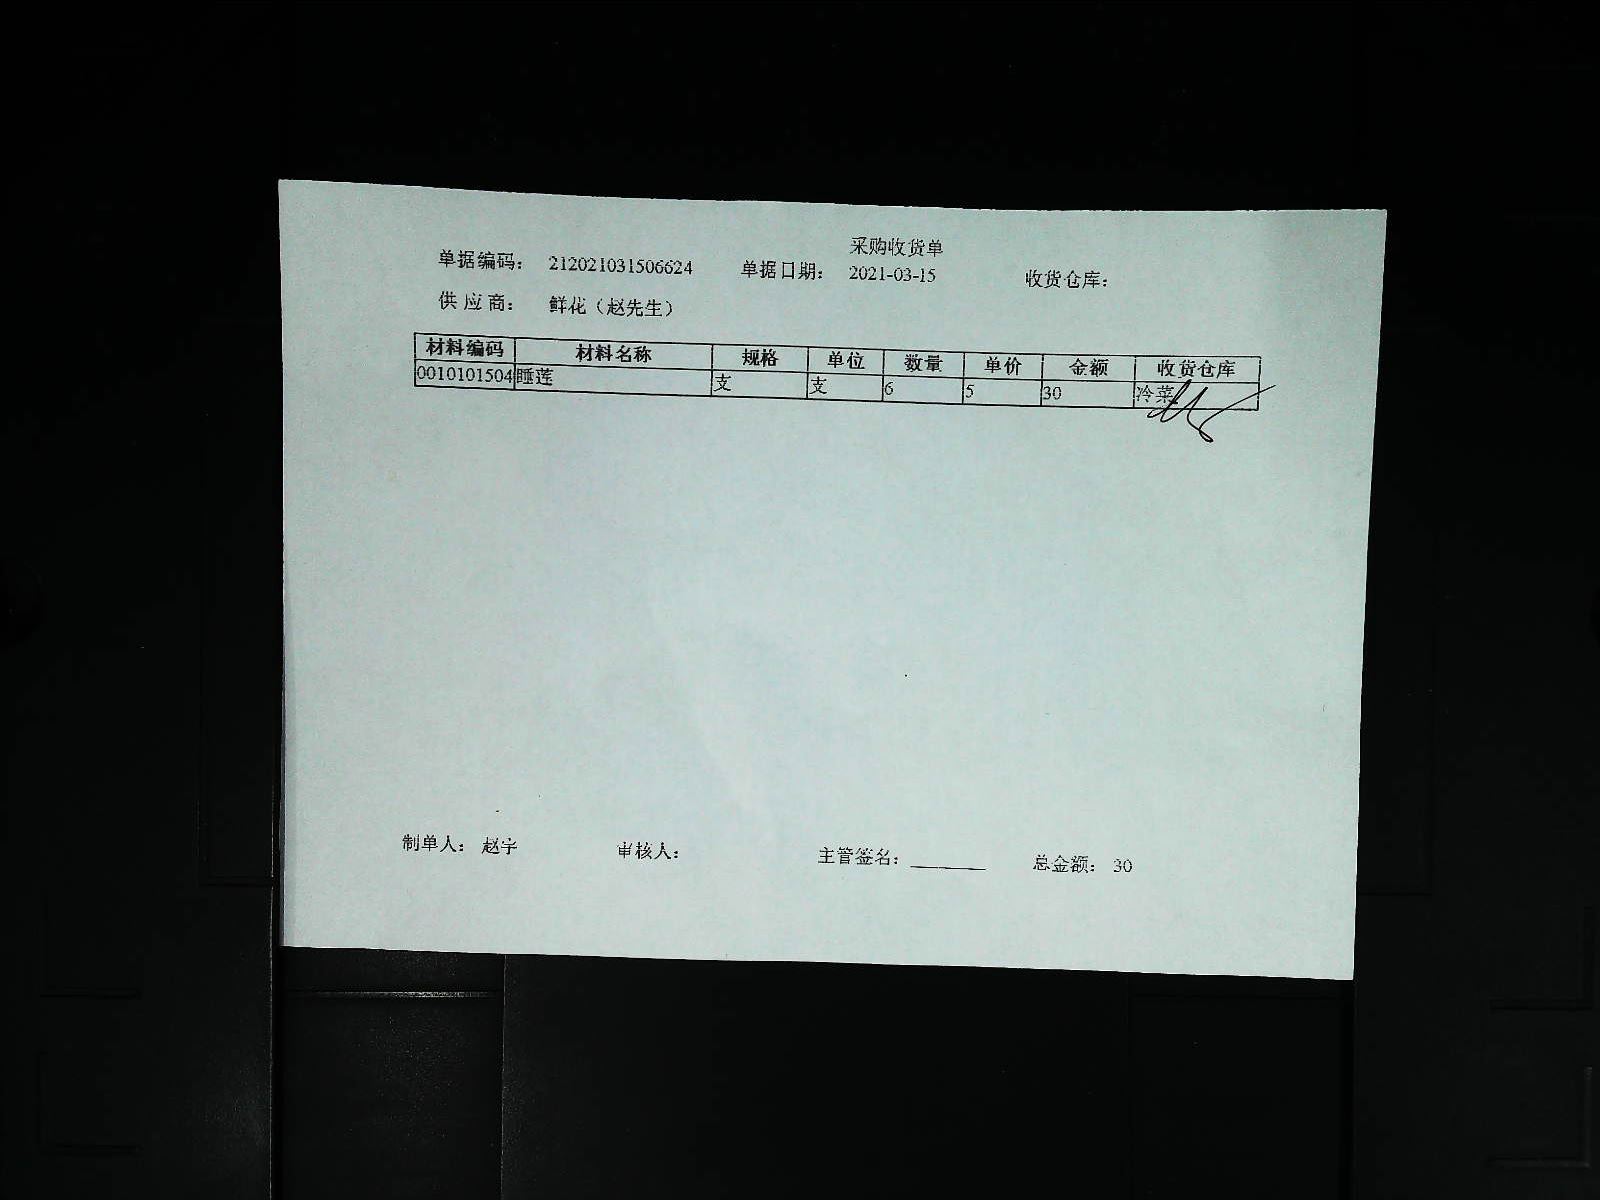 采购收货单
单据编码： 212021031506624 单据日期： 2021-03-15 收货仓库：
供应商： 鲜花（赵先生）
材料编码 材料名称 规格 单位 数量 单价 金额 收货仓库
0010101504 睡莲 支 支 6 5 30 冷菜
制单人： 赵宇 审核人： 主管签名： 总金额： 30